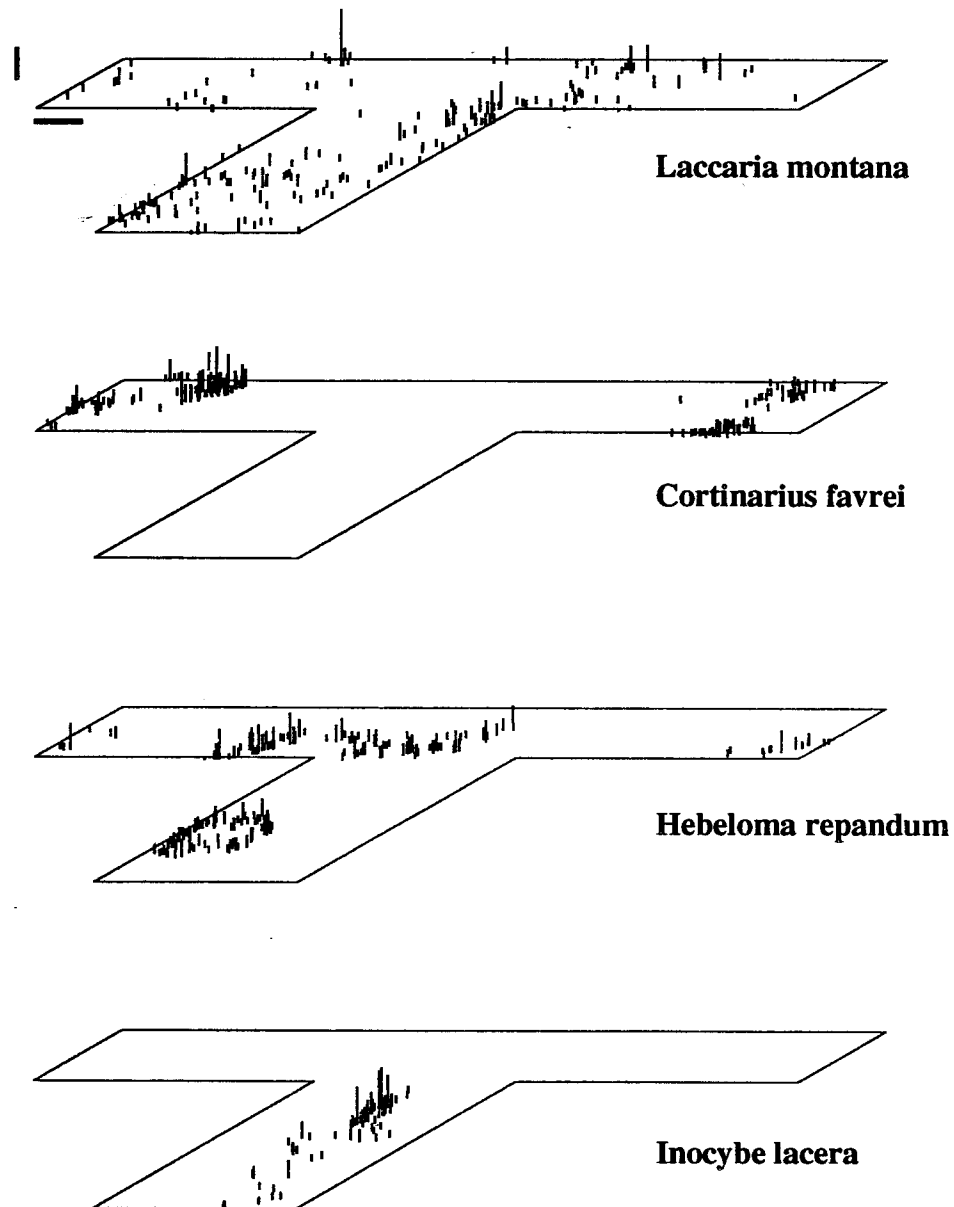 Laccaria montana
Cortinarius favrei
Hebeloma repandum
Inocybe lacera